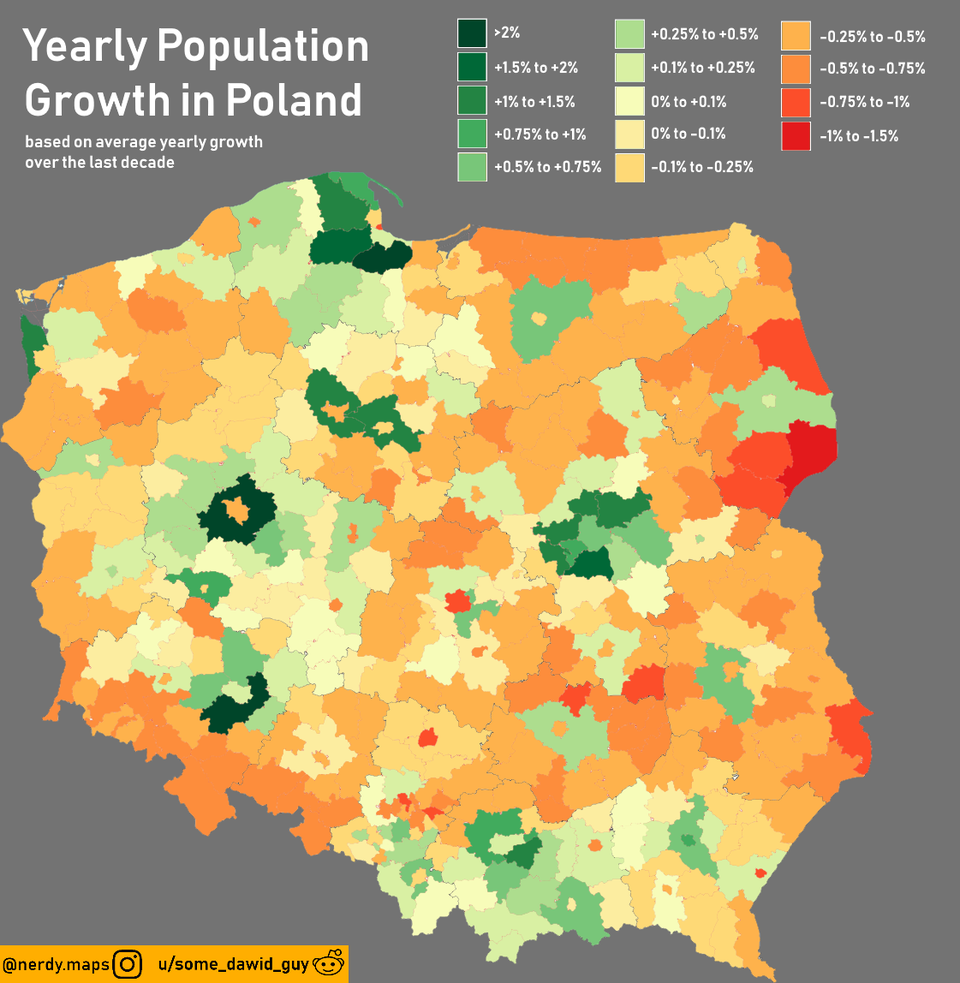 Yearly Population
Growth in Poland
based on average yearly growth
over the last decade
>2%
+1.5% to +2%
+1% to +1.5%
+0.75% to +1%
+0.5% to +0.75%
+0.25% to +0.5%
+0.1% to +0.25%
0% to +0.1%
0% to -0.1%
-0.1% to -0.25%
-0.25% to -0.5%
-0.5% to -0.75%
-0.75% to -1%
-1% to -1.5%
@nerdy.maps
u/some_dawid_guy